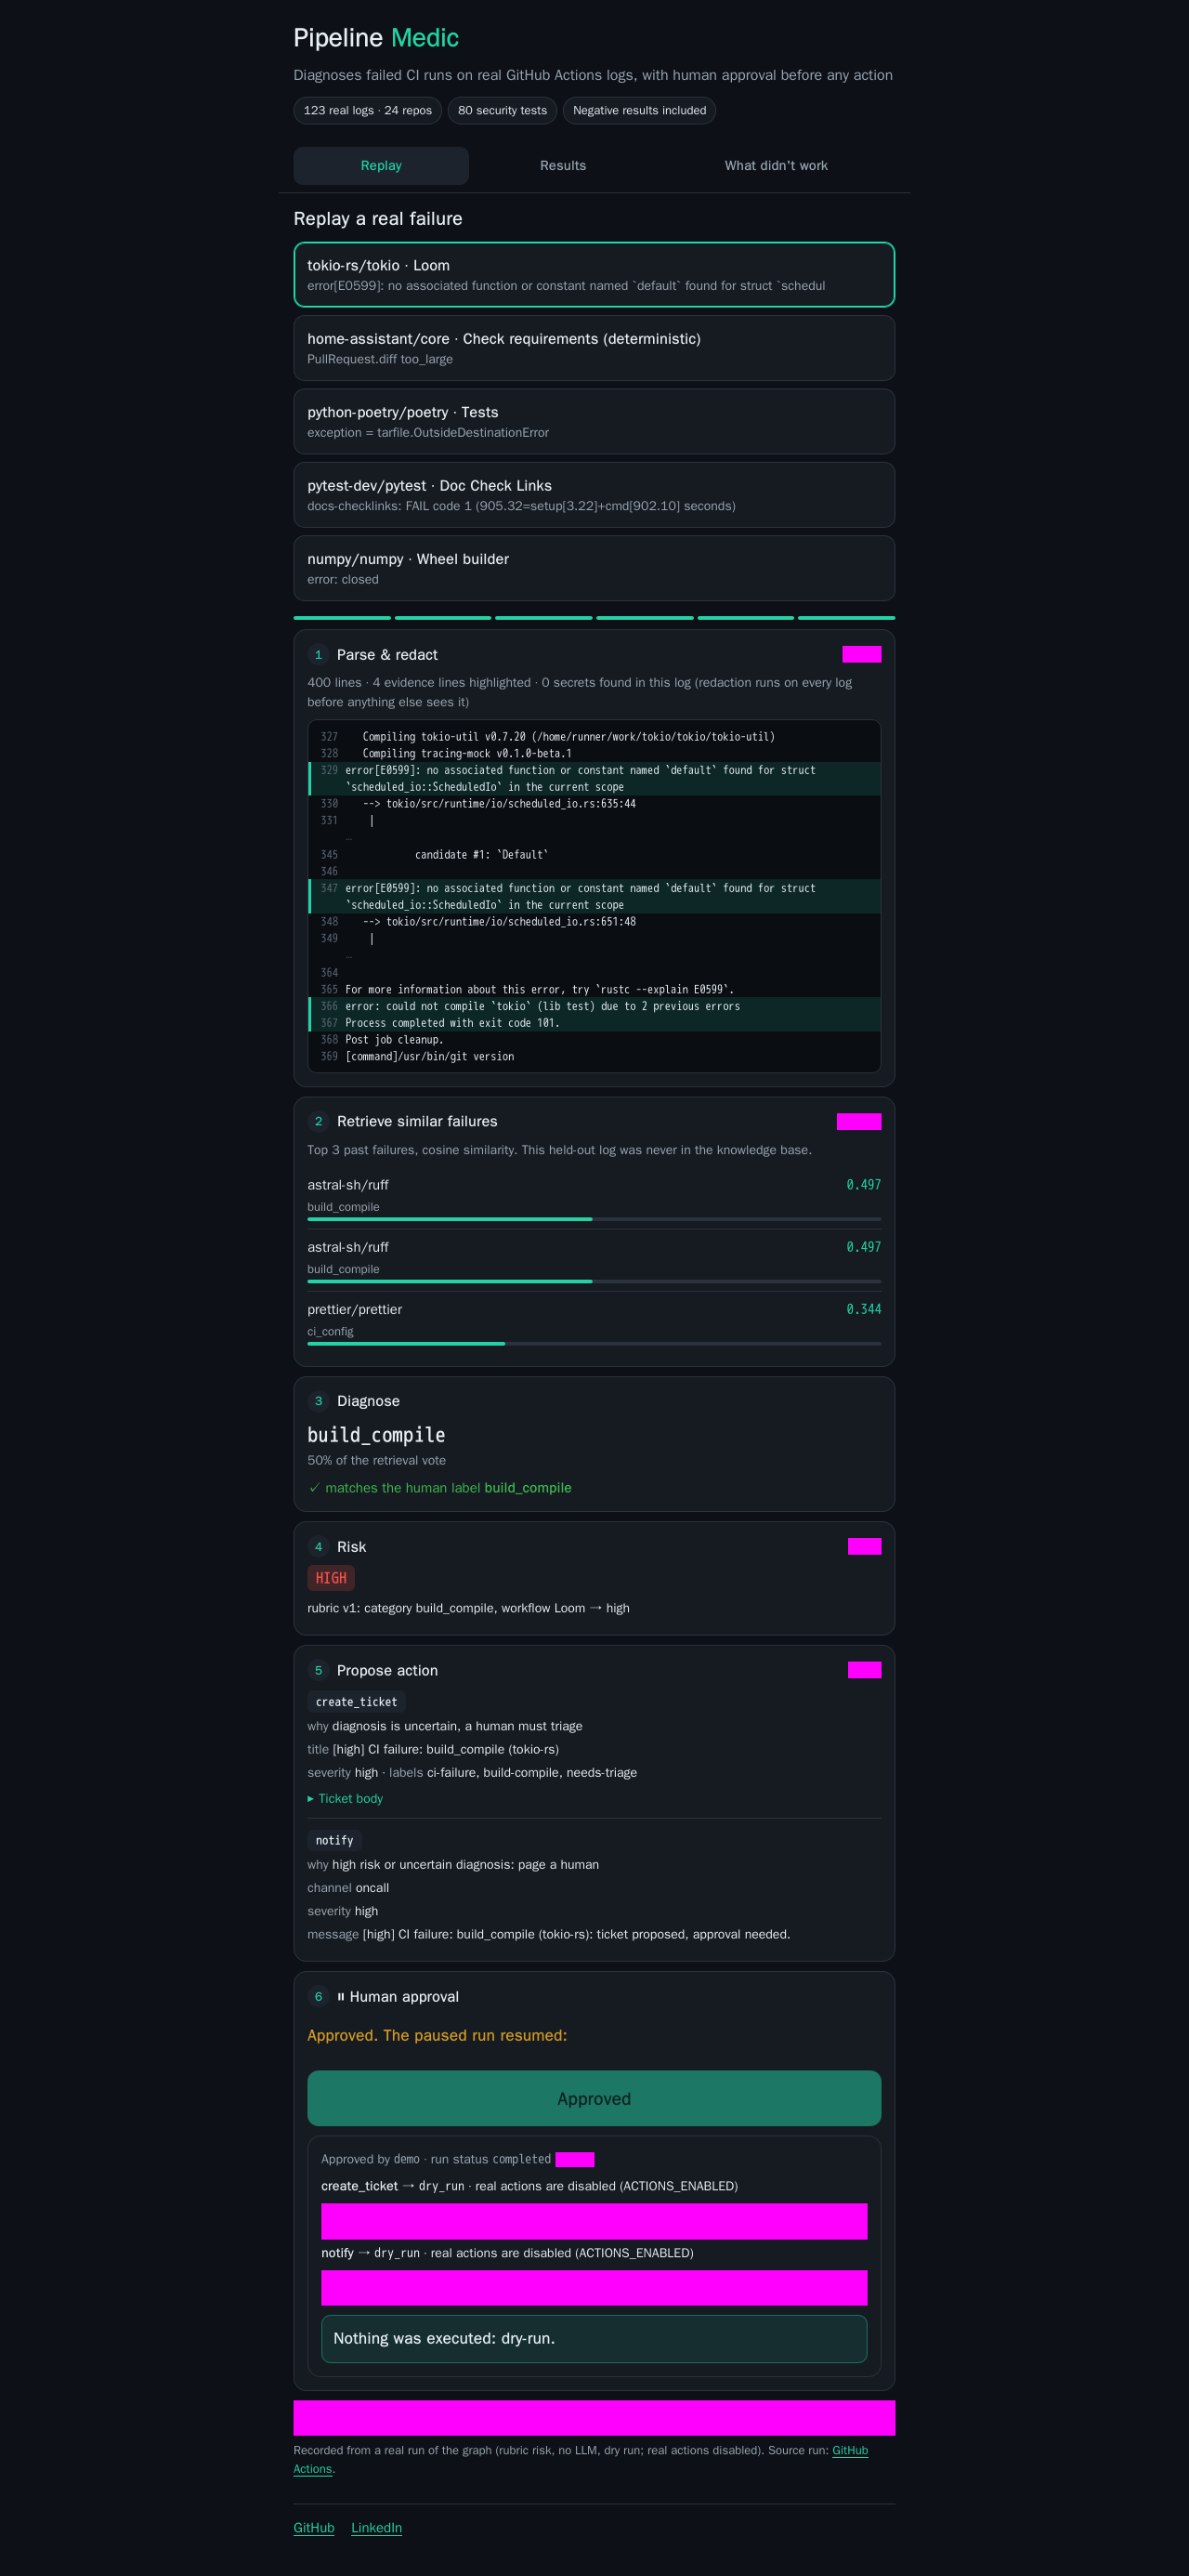 Pipeline Medic
Diagnoses failed CI runs on real GitHub Actions logs, with human approval before any action
123 real logs · 24 repos
80 security tests
Negative results included
Replay
Results
What didn't work
Replay a real failure
tokio-rs/tokio · Loom
error[E0599]: no associated function or constant named `default` found for struct `schedul
home-assistant/core · Check requirements (deterministic)
PullRequest.diff too_large
python-poetry/poetry · Tests
exception = tarfile.OutsideDestinationError
pytest-dev/pytest · Doc Check Links
docs-checklinks: FAIL code 1 (905.32=setup[3.22]+cmd[902.10] seconds)
numpy/numpy · Wheel builder
error: closed
1 Parse & redact
400 lines · 4 evidence lines highlighted · 0 secrets found in this log (redaction runs on every log
before anything else sees it)
327 Compiling tokio-util v0.7.20 (/home/runner/work/tokio/tokio/tokio-util)
328 Compiling tracing-mock v0.1.0-beta.1
329 error[E0599]: no associated function or constant named `default` found for struct
`scheduled_io::ScheduledIo` in the current scope
330 --> tokio/src/runtime/io/scheduled_io.rs:635:44
331 |
…
345 candidate #1: `Default`
346
347 error[E0599]: no associated function or constant named `default` found for struct
`scheduled_io::ScheduledIo` in the current scope
348 --> tokio/src/runtime/io/scheduled_io.rs:651:48
349 |
…
364
365 For more information about this error, try `rustc --explain E0599`.
366 error: could not compile `tokio` (lib test) due to 2 previous errors
367 Process completed with exit code 101.
368 Post job cleanup.
369 [command]/usr/bin/git version
2 Retrieve similar failures
Top 3 past failures, cosine similarity. This held-out log was never in the knowledge base.
astral-sh/ruff 0.497
build_compile
astral-sh/ruff 0.497
build_compile
prettier/prettier 0.344
ci_config
3 Diagnose
build_compile
50% of the retrieval vote
✓ matches the human label build_compile
4 Risk
HIGH
rubric v1: category build_compile, workflow Loom → high
5 Propose action
create_ticket
why diagnosis is uncertain, a human must triage
title [high] CI failure: build_compile (tokio-rs)
severity high · labels ci-failure, build-compile, needs-triage
▸ Ticket body
notify
why high risk or uncertain diagnosis: page a human
channel oncall
severity high
message [high] CI failure: build_compile (tokio-rs): ticket proposed, approval needed.
6 ⏸ Human approval
Approved. The paused run resumed:
Approved
Approved by demo · run status completed
create_ticket → dry_run · real actions are disabled (ACTIONS_ENABLED)
notify → dry_run · real actions are disabled (ACTIONS_ENABLED)
Nothing was executed: dry-run.
Recorded from a real run of the graph (rubric risk, no LLM, dry run; real actions disabled). Source run: GitHub
Actions.
GitHub
LinkedIn